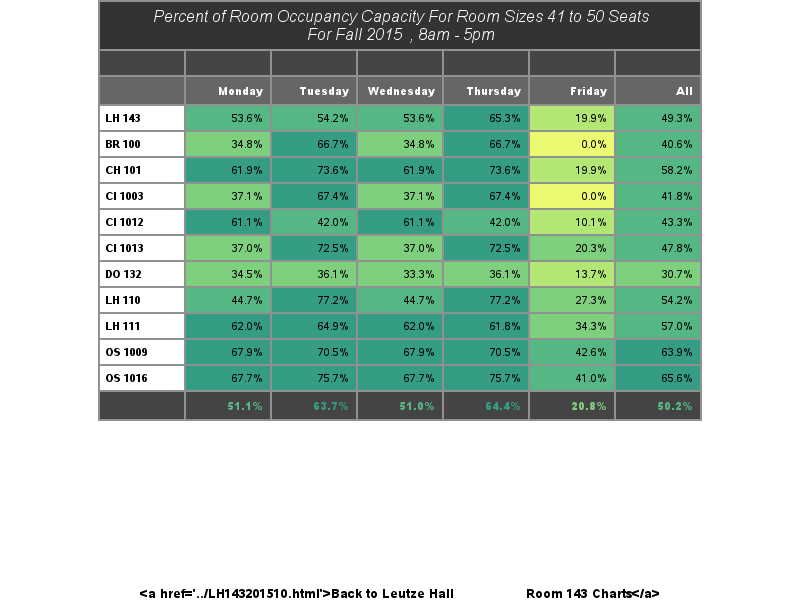 Percent of Room Occupancy Capacity For Room Sizes 41 to 50 Seats
For Fall 2015 , 8am - 5pm
Monday Tuesday Wednesday Thursday Friday All
LH 143 53.6% 54.2% 53.6% 65.3% 19.9% 49.3%
BR 100 34.8% 66.7% 34.8% 66.7% 0.0% 40.6%
CH 101 61.9% 73.6% 61.9% 73.6% 19.9% 58.2%
CI 1003 37.1% 67.4% 37.1% 67.4% 0.0% 41.8%
CI 1012 61.1% 42.0% 61.1% 42.0% 10.1% 43.3%
CI 1013 37.0% 72.5% 37.0% 72.5% 20.3% 47.8%
DO 132 34.5% 36.1% 33.3% 36.1% 13.7% 30.7%
LH 110 44.7% 77.2% 44.7% 77.2% 27.3% 54.2%
LH 111 62.0% 64.9% 62.0% 61.8% 34.3% 57.0%
OS 1009 67.9% 70.5% 67.9% 70.5% 42.6% 63.9%
OS 1016 67.7% 75.7% 67.7% 75.7% 41.0% 65.6%
51.1% 63.7% 51.0% 64.4% 20.8% 50.2%
<a href='../LH143201510.html'>Back to Leutze Hall Room 143 Charts</a>